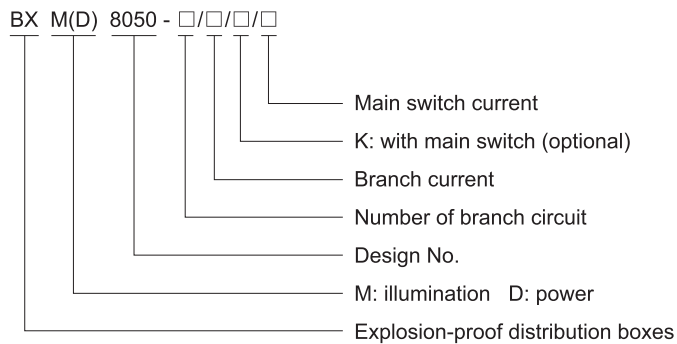 BX M(D) 8050 - □/□/□/□
Main switch current
K: with main switch (optional)
Branch current
Number of branch circuit
Design No.
M: illumination D: power
Explosion-proof distribution boxes